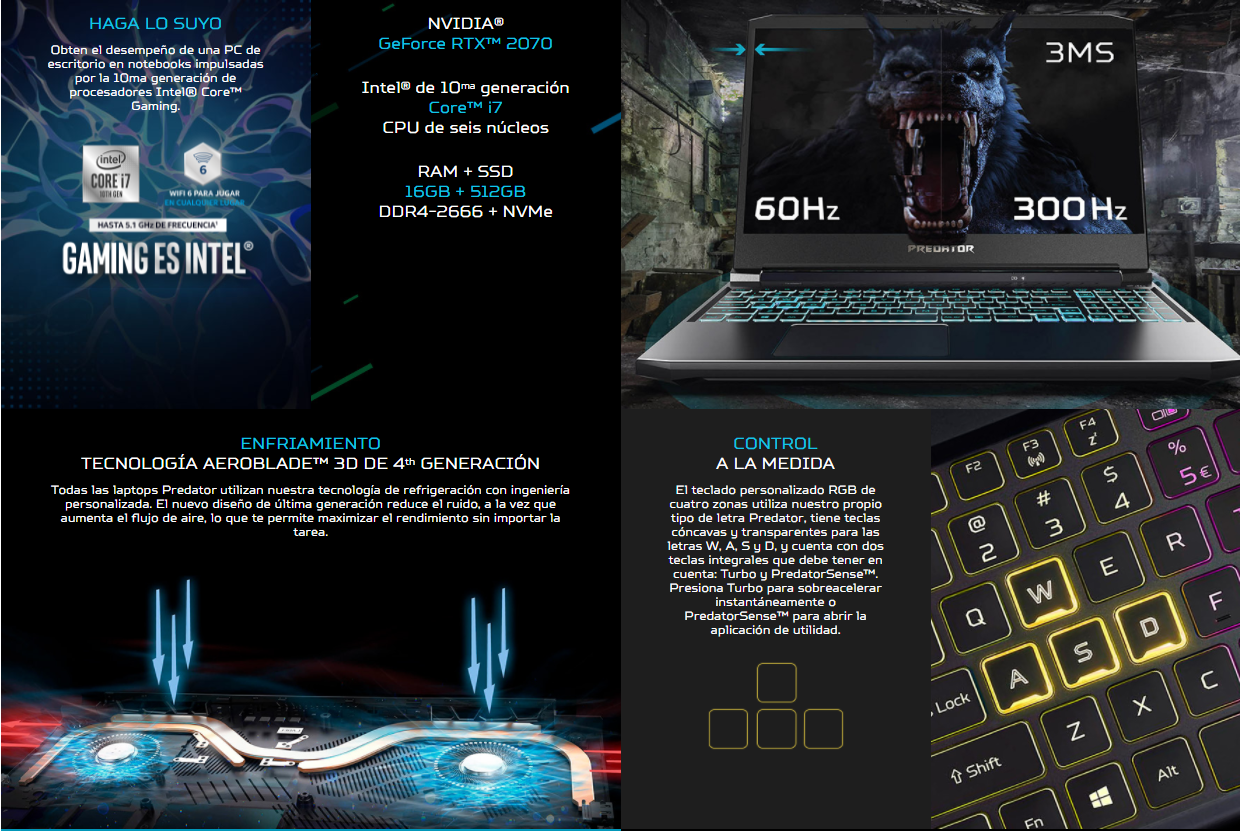 HAGA LO SUYO
Obten el desempeño de una PC de
escritorio en notebooks impulsadas
por la 10ma generación de
procesadores Intel® Core™
Gaming.
intel
CORE i7
10TH GEN
6
WIFI 6 PARA JUGAR
EN CUALQUIER LUGAR
HASTA 5.1 GHz DE FRECUENCIA¹
GAMING ES INTEL®
NVIDIA®
GeForce RTX™ 2070
Intel® de 10ma generación
Core™ i7
CPU de seis núcleos
RAM + SSD
16GB + 512GB
DDR4-2666 + NVMe
3MS
60Hz
300Hz
PREDATOR
ENFRIAMIENTO
TECNOLOGÍA AEROBLADE™ 3D DE 4th GENERACIÓN
Todas las laptops Predator utilizan nuestra tecnología de refrigeración con ingeniería
personalizada. El nuevo diseño de última generación reduce el ruido, a la vez que
aumenta el flujo de aire, lo que te permite maximizar el rendimiento sin importar la
tarea.
CONTROL
A LA MEDIDA
El teclado personalizado RGB de
cuatro zonas utiliza nuestro propio
tipo de letra Predator, tiene teclas
cóncavas y transparentes para las
letras W, A, S y D, y cuenta con dos
teclas integrales que debe tener en
cuenta: Turbo y PredatorSense™.
Presiona Turbo para sobreacelerar
instantáneamente o
PredatorSense™ para abrir la
aplicación de utilidad.
F2
F3
F4
z
@
2
#
3
$
4
%
5€
Q
W
E
R
A
S
D
F
Lock
Shift
Z
X
C
Fn
Alt